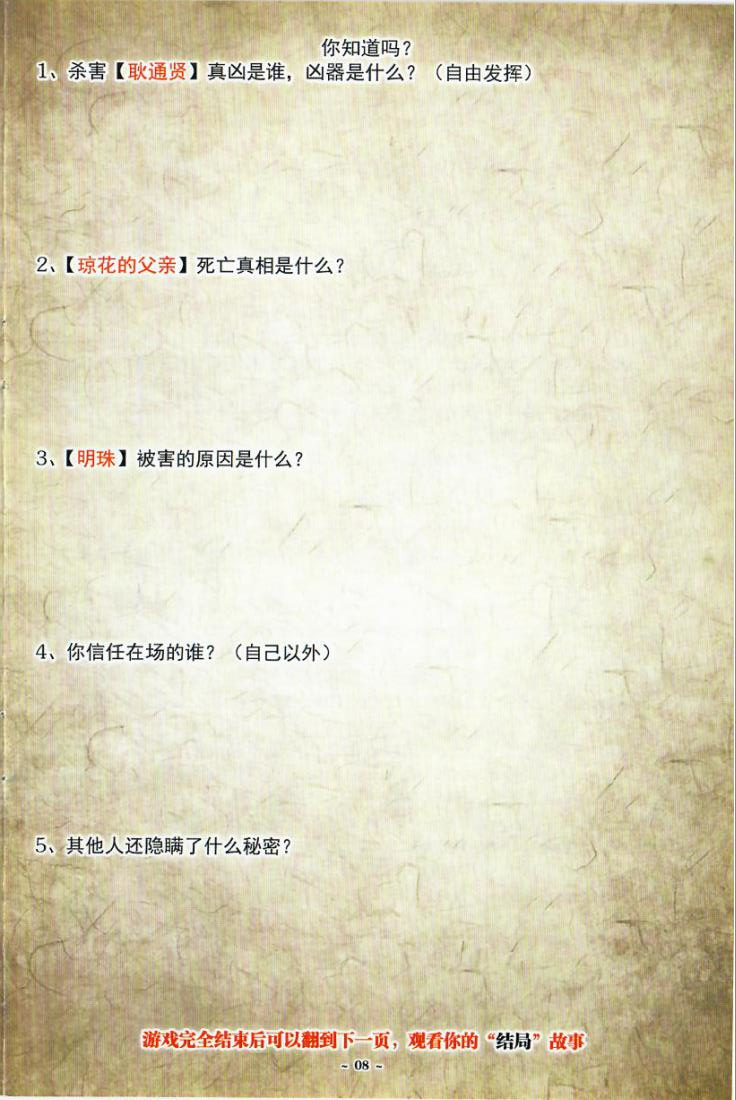 你知道吗?
1、杀害【耿通贤】真凶是谁，凶器是什么？（自由发挥）
2、【琼花的父亲】死亡真相是什么？
3、【明珠】被害的原因是什么？
4、你信任在场的谁？（自己以外）
5、其他人还隐瞒了什么秘密？
游戏完全结束后可以翻到下一页，观看你的“结局”故事
~ 08 ~